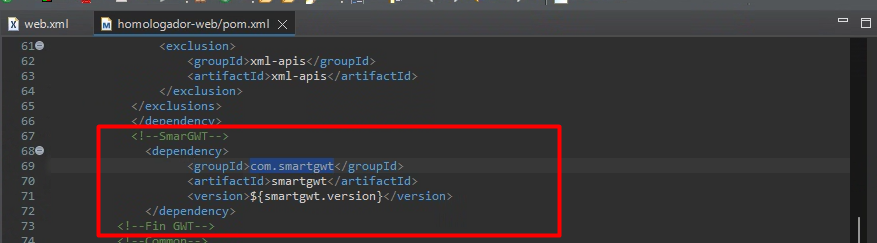 web.xml
homologador-web/pom.xml
61 <exclusion>
62 <groupId>xml-apis</groupId>
63 <artifactId>xml-apis</artifactId>
64 </exclusion>
65 </exclusions>
66 </dependency>
67 <!--SmarGWT-->
68 <dependency>
69 <groupId>com.smartgwt</groupId>
70 <artifactId>smartgwt</artifactId>
71 <version>${smartgwt.version}</version>
72 </dependency>
73 <!--Fin GWT-->
74 <!--Common-->